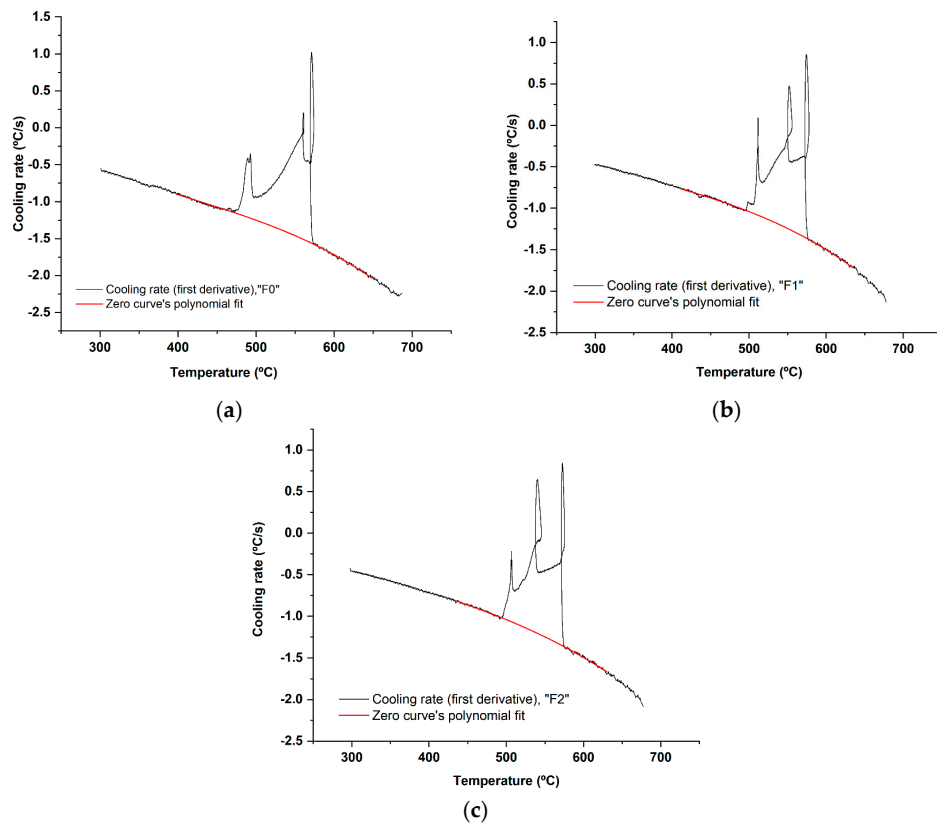 1.5
1.0
0.5
0.0
-0.5
-1.0
-1.5
-2.0
-2.5
Cooling rate (ºC/s)
Cooling rate (first derivative),"F0"
Zero curve's polynomial fit
300 400 500 600 700
Temperature (ºC)
(a)
1.0
0.5
0.0
-0.5
-1.0
-1.5
-2.0
-2.5
Cooling rate (ºC/s)
Cooling rate (first derivative), "F1"
Zero curve's polynomial fit
300 400 500 600 700
Temperature (ºC)
(b)
1.0
0.5
0.0
-0.5
-1.0
-1.5
-2.0
-2.5
Cooling rate (ºC/s)
Cooling rate (first derivative), "F2"
Zero curve's polynomial fit
300 400 500 600 700
Temperature (ºC)
(c)